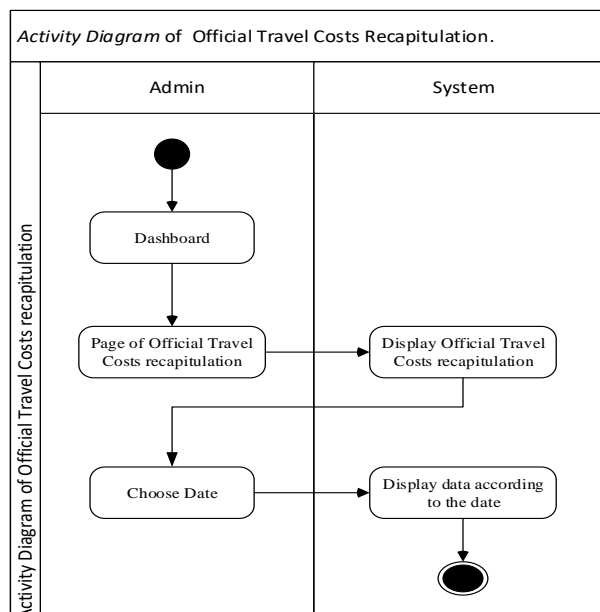 Activity Diagram of Official Travel Costs Recapitulation.
Activity Diagram of Official Travel Costs recapitulation
Admin
System
Dashboard
Page of Official Travel
Costs recapitulation
Display Official Travel
Costs recapitulation
Choose Date
Display data according
to the date